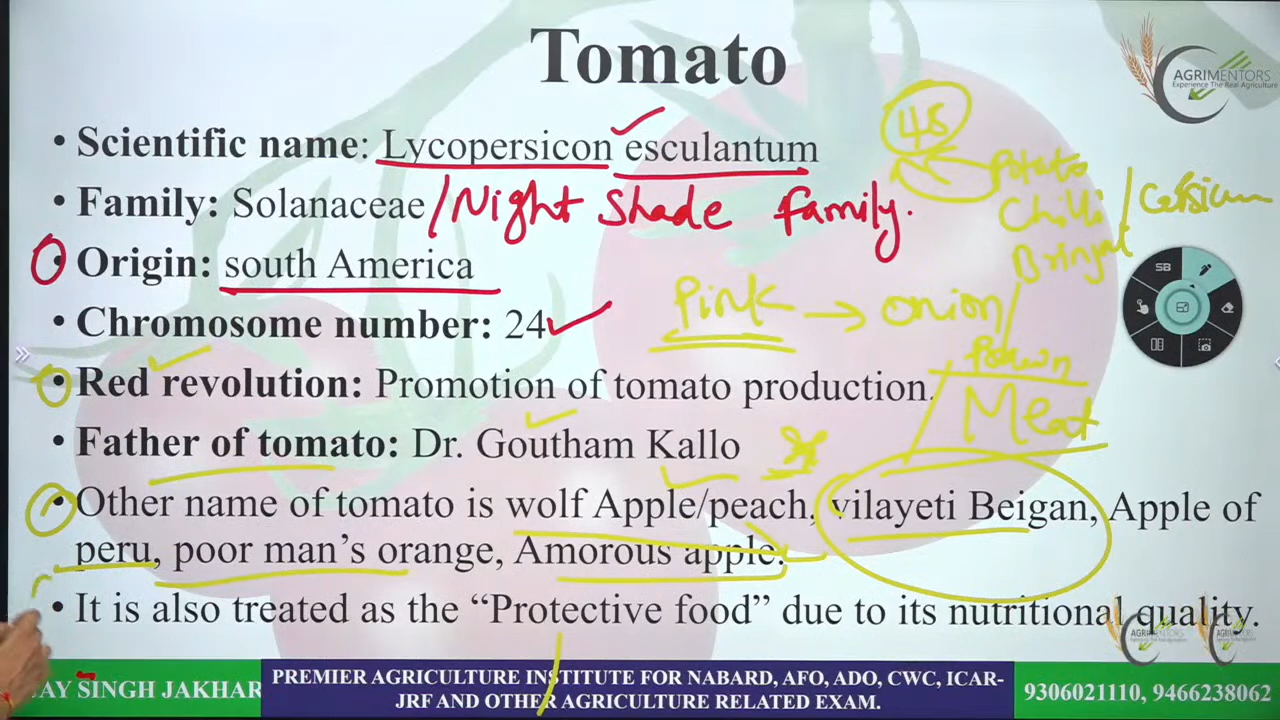 Tomato
AGRIMENTORS
Experience The Real Agriculture
• Scientific name: Lycopersicon esculantum
45
Potato
Chilli
Brinjal
/ Capsicum
• Family: Solanaceae /Night Shade family.
• Origin: south America
Pink → onion/
• Chromosome number: 24
SB
• Red revolution: Promotion of tomato production.
Meat
• Father of tomato: Dr. Goutham Kallo
• Other name of tomato is wolf Apple/peach, vilayeti Beigan, Apple of
peru, poor man's orange, Amorous apple.
• It is also treated as the “Protective food” due to its nutritional quality.
AGRIMENTORS
JAY SINGH JAKHAR
PREMIER AGRICULTURE INSTITUTE FOR NABARD, AFO, ADO, CWC, ICAR-
JRF AND OTHER AGRICULTURE RELATED EXAM.
9306021110, 9466238062